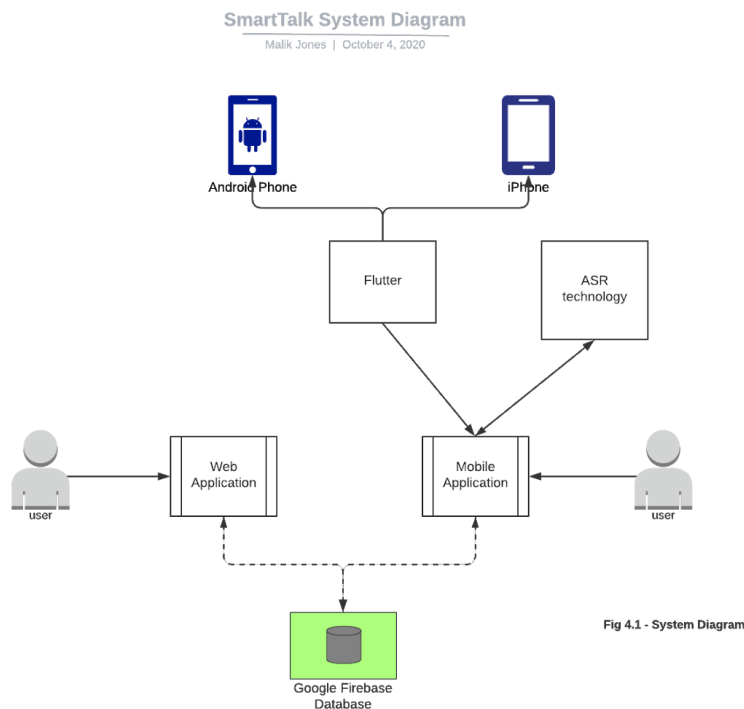 SmartTalk System Diagram
Malik Jones | October 4, 2020
Android Phone
iPhone
Flutter
ASR
technology
Web
Application
Mobile
Application
user
user
Fig 4.1 - System Diagram
Google Firebase
Database